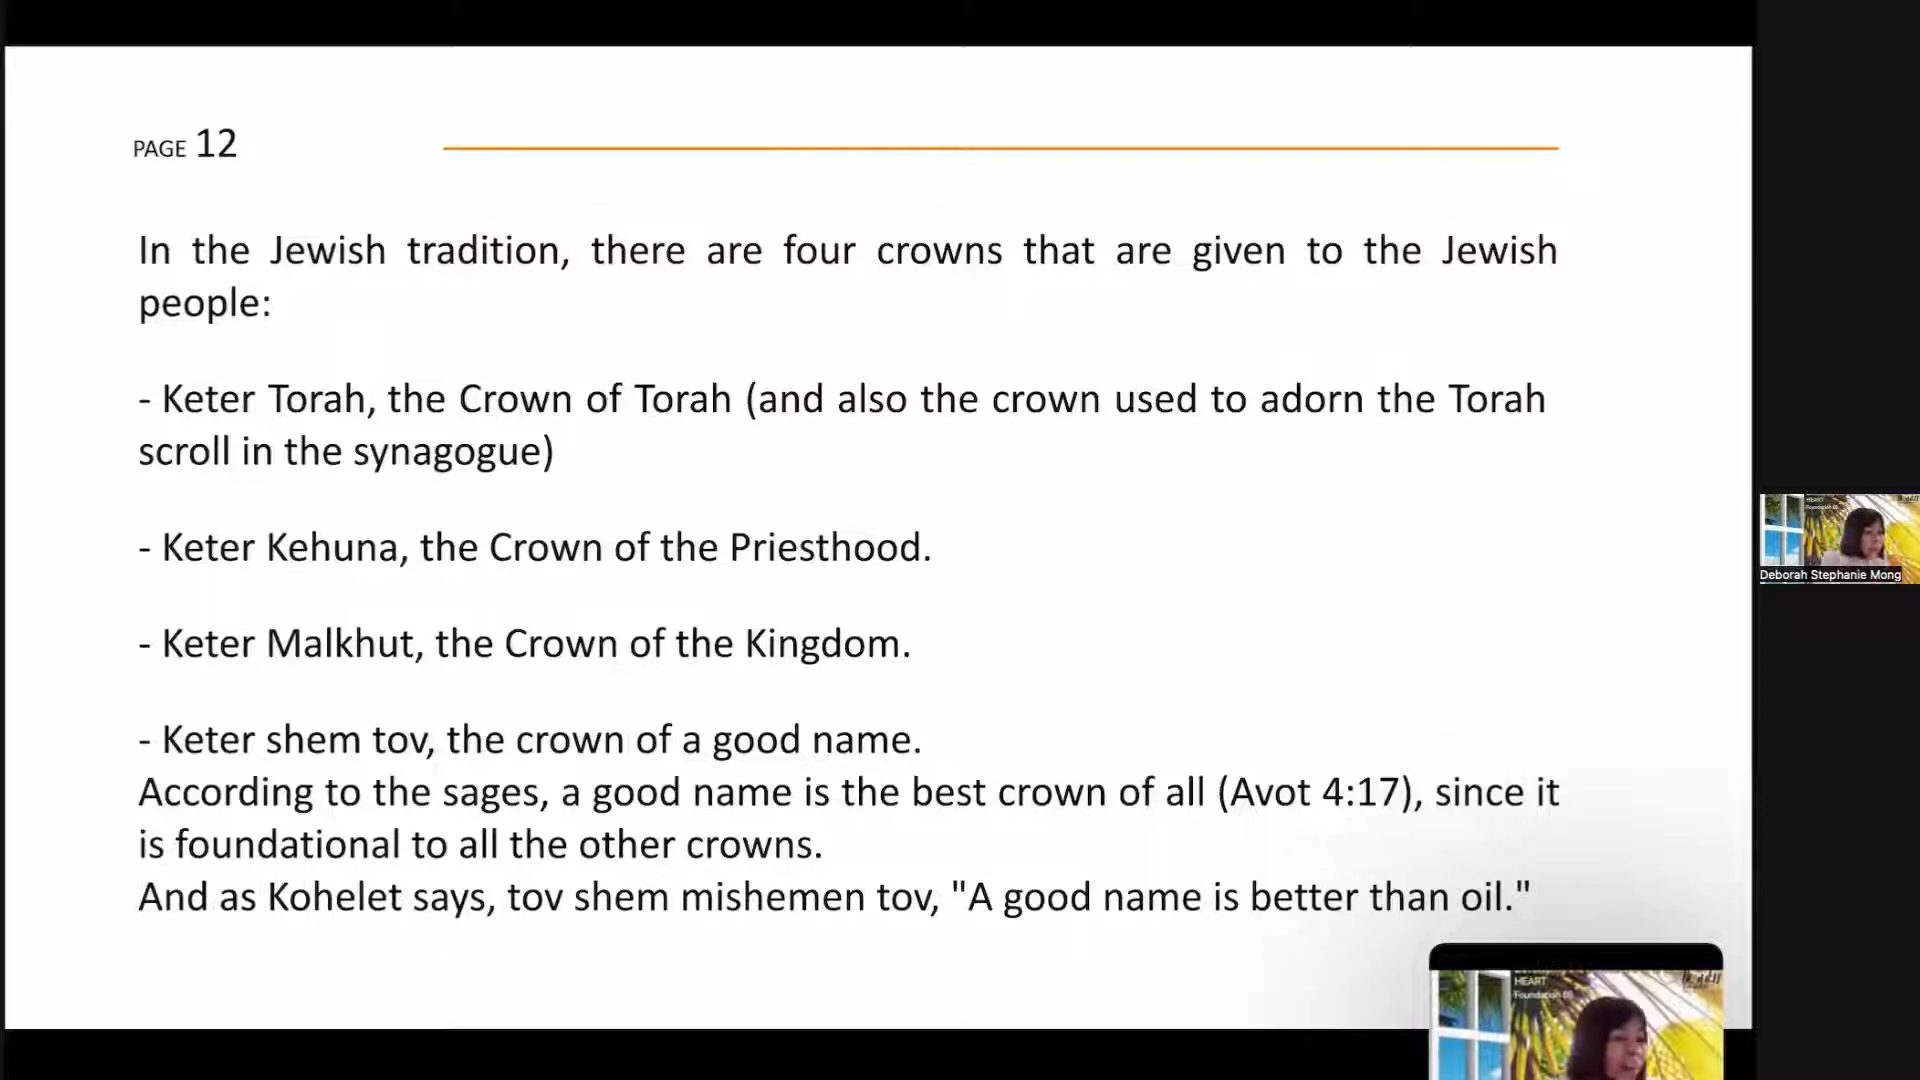 PAGE 12
In the Jewish tradition, there are four crowns that are given to the Jewish
people:
- Keter Torah, the Crown of Torah (and also the crown used to adorn the Torah
scroll in the synagogue)
- Keter Kehuna, the Crown of the Priesthood.
- Keter Malkhut, the Crown of the Kingdom.
- Keter shem tov, the crown of a good name.
According to the sages, a good name is the best crown of all (Avot 4:17), since it
is foundational to all the other crowns.
And as Kohelet says, tov shem mishemen tov, "A good name is better than oil."
HEART
Deborah Stephanie Mong
HEART
Foundation